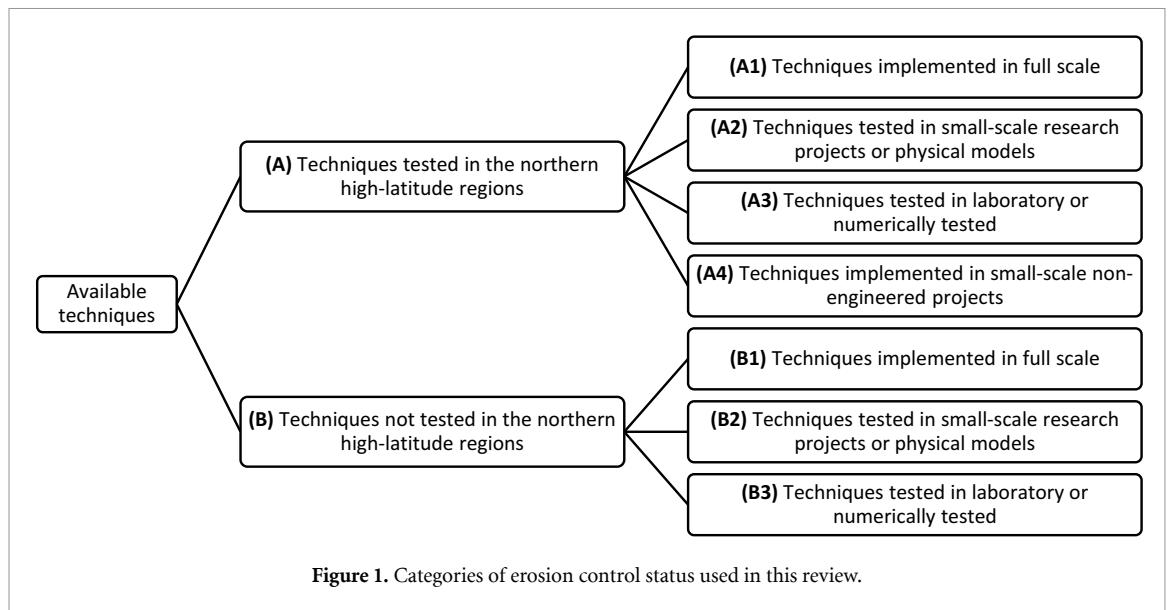 (A1) Techniques implemented in full scale
(A2) Techniques tested in small-scale research
projects or physical models
(A) Techniques tested in the northern
high-latitude regions
(A3) Techniques tested in laboratory or
numerically tested
(A4) Techniques implemented in small-scale non-
engineered projects
Available
techniques
(B1) Techniques implemented in full scale
(B) Techniques not tested in the northern
high-latitude regions
(B2) Techniques tested in small-scale research
projects or physical models
(B3) Techniques tested in laboratory or
numerically tested
Figure 1. Categories of erosion control status used in this review.